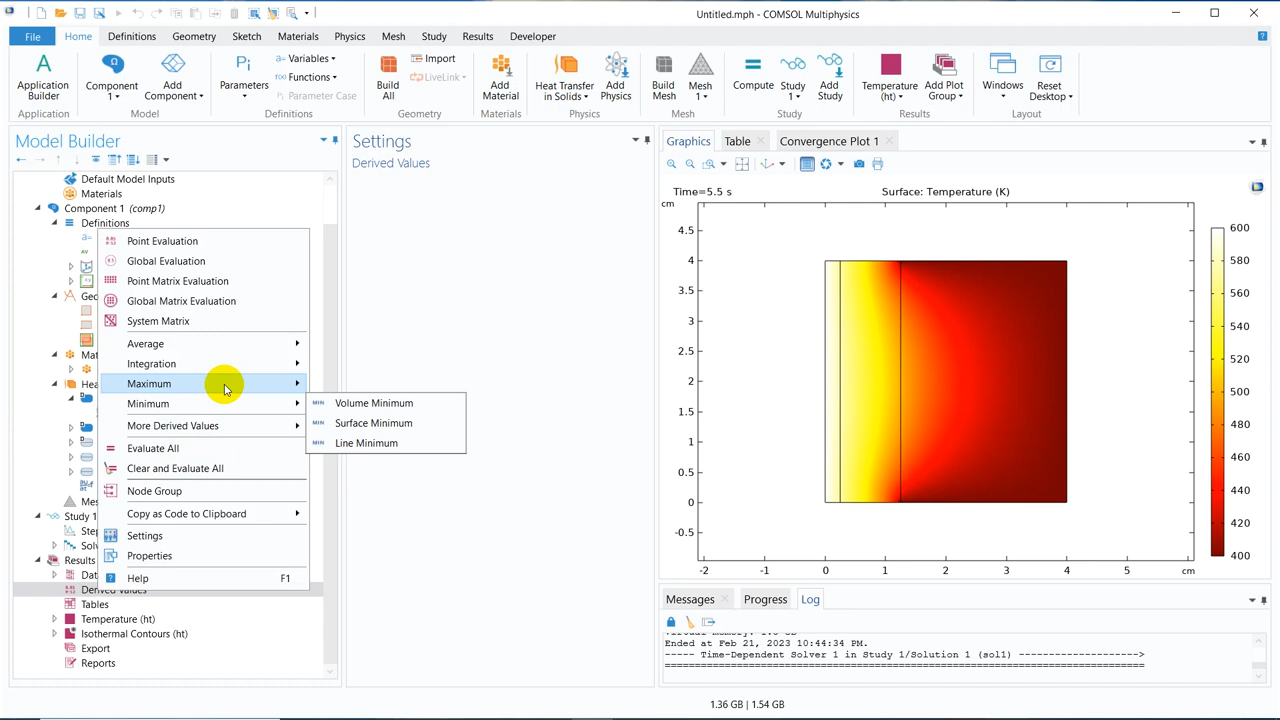 Untitled.mph - COMSOL Multiphysics
File Home Definitions Geometry Sketch Materials Physics Mesh Study Results Developer
Application Builder
Component 1
Add Component
Parameters
a= Variables
f(x) Functions
Pi Parameter Case
Build All
Import
LiveLink
Add Material
Heat Transfer in Solids
Add Physics
Build Mesh
Mesh 1
Compute
Study 1
Add Study
Temperature (ht)
Add Plot Group
Windows
Reset Desktop
Application Model Definitions Geometry Materials Physics Mesh Study Results Layout
Model Builder
Default Model Inputs
Materials
Component 1 (comp1)
Definitions
Geo
Mat
Hea
Mes
Study 1
Step
Solv
Results
Dat
Derived Values
Tables
Temperature (ht)
Isothermal Contours (ht)
Export
Reports
Point Evaluation
Global Evaluation
Point Matrix Evaluation
Global Matrix Evaluation
System Matrix
Average
Integration
Maximum
Minimum
More Derived Values
Evaluate All
Clear and Evaluate All
Node Group
Copy as Code to Clipboard
Settings
Properties
Help F1
MIN Volume Minimum
MIN Surface Minimum
MIN Line Minimum
Settings
Derived Values
Graphics Table Convergence Plot 1
Time=5.5 s Surface: Temperature (K)
cm
4.5
4
3.5
3
2.5
2
1.5
1
0.5
0
-0.5
-2 -1 0 1 2 3 4 5 cm
600
580
560
540
520
500
480
460
440
420
400
Messages Progress Log
Ended at Feb 21, 2023 10:44:34 PM.
----- Time-Dependent Solver 1 in Study 1/Solution 1 (sol1) -------------------->
1.36 GB | 1.54 GB